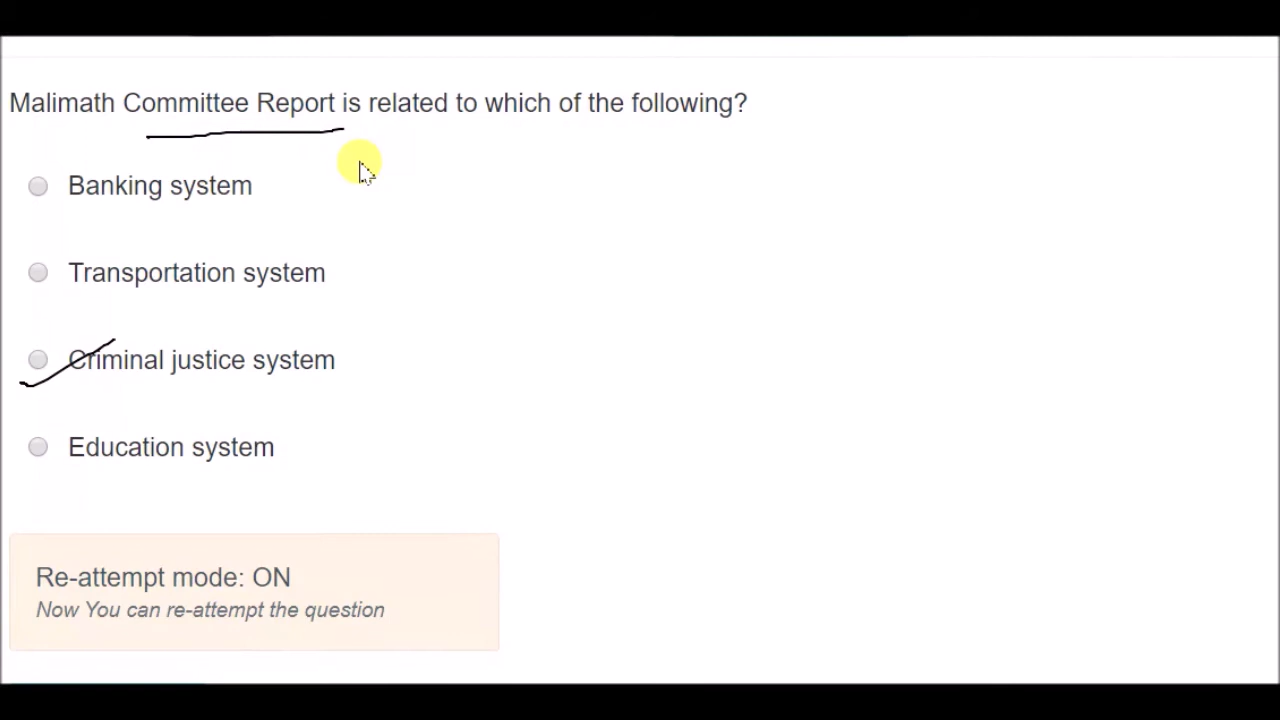 Malimath Committee Report is related to which of the following?
Banking system
Transportation system
Criminal justice system
Education system
Re-attempt mode: ON
Now You can re-attempt the question